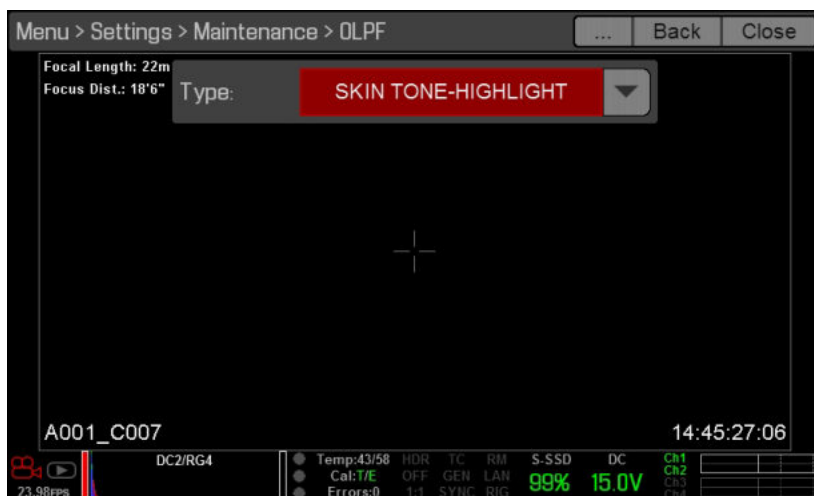 Menu > Settings > Maintenance > OLPF ... Back Close
Focal Length: 22m
Focus Dist.: 18'6"
Type: SKIN TONE-HIGHLIGHT
A001_C007 14:45:27:06
DC2/RG4 Temp:43/58 HDR TC RM S-SSD DC Ch1
Cal:T/E OFF GEN LAN 99% 15.0V Ch2
23.98FPS Errors:0 1:1 SYNC RIG Ch3
Ch4